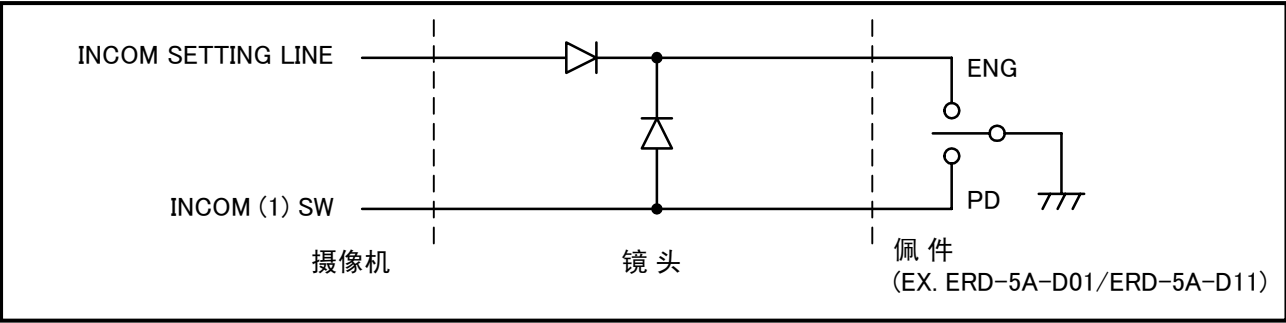 INCOM SETTING LINE
ENG
INCOM (1) SW
PD
摄像机
镜 头
佩 件
(EX. ERD-5A-D01/ERD-5A-D11)